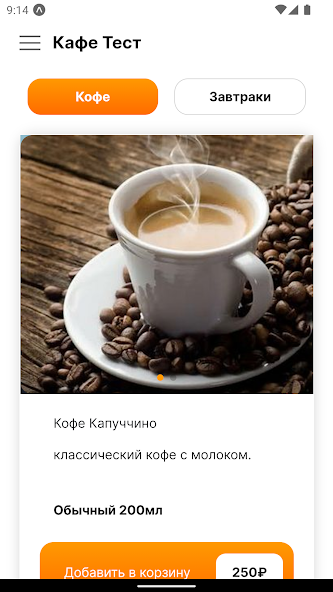 9:14
Кафе Тест
Кофе
Завтраки
Кофе Капуччино
классический кофе с молоком.
Обычный 200мл
Добавить в корзину
250₽